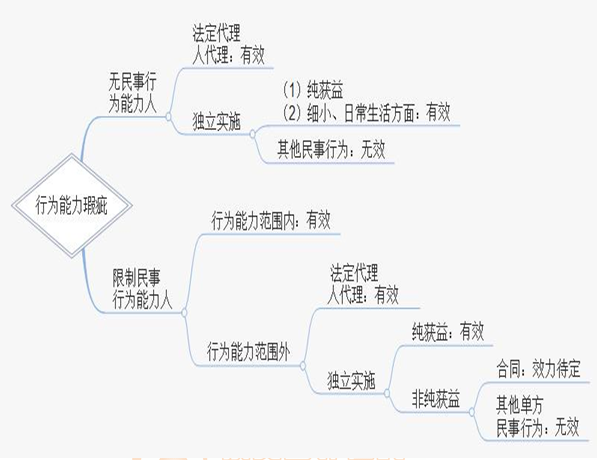 法定代理
人代理：有效
无民事行
为能力人
（1）纯获益
（2）细小、日常生活方面：有效
独立实施
其他民事行为：无效
行为能力瑕疵
行为能力范围内：有效
限制民事
行为能力人
法定代理
人代理：有效
纯获益：有效
行为能力范围外
合同：效力待定
独立实施
非纯获益
其他单方
民事行为：无效